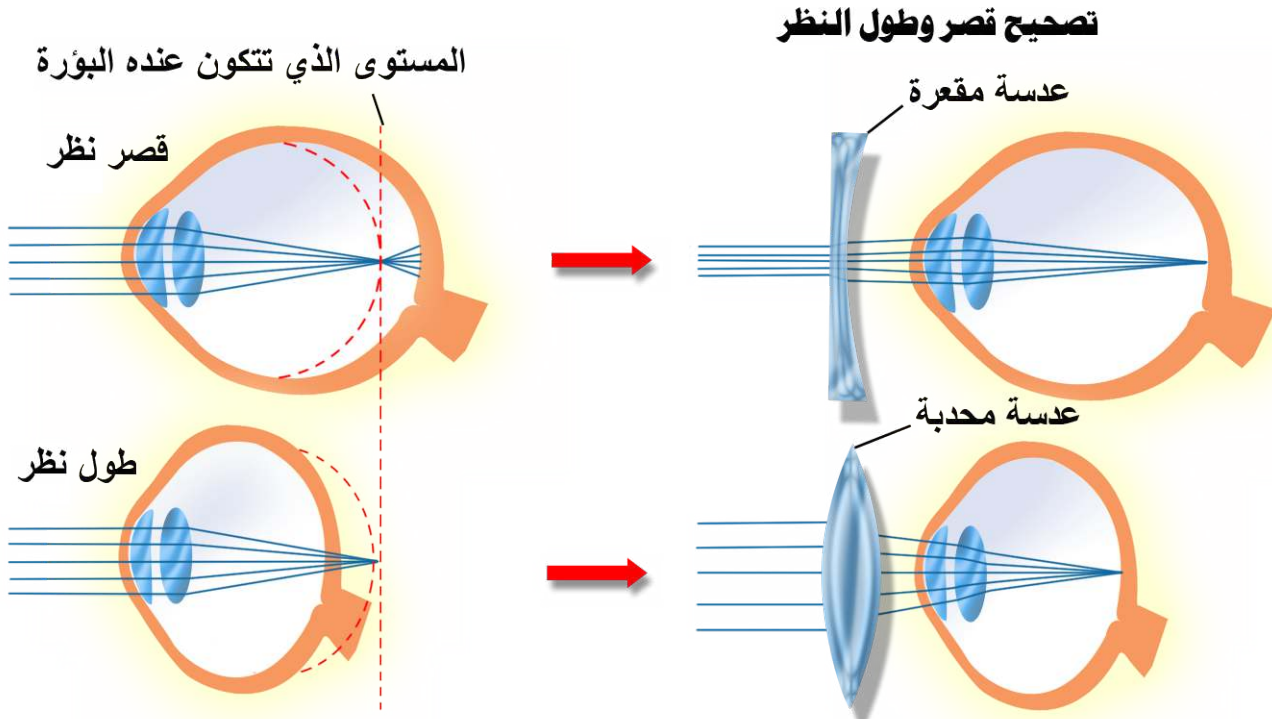 تصحيح قصر وطول النظر
المستوى الذي تتكون عنده البؤرة
عدسة مقعرة
قصر نظر
عدسة محدبة
طول نظر